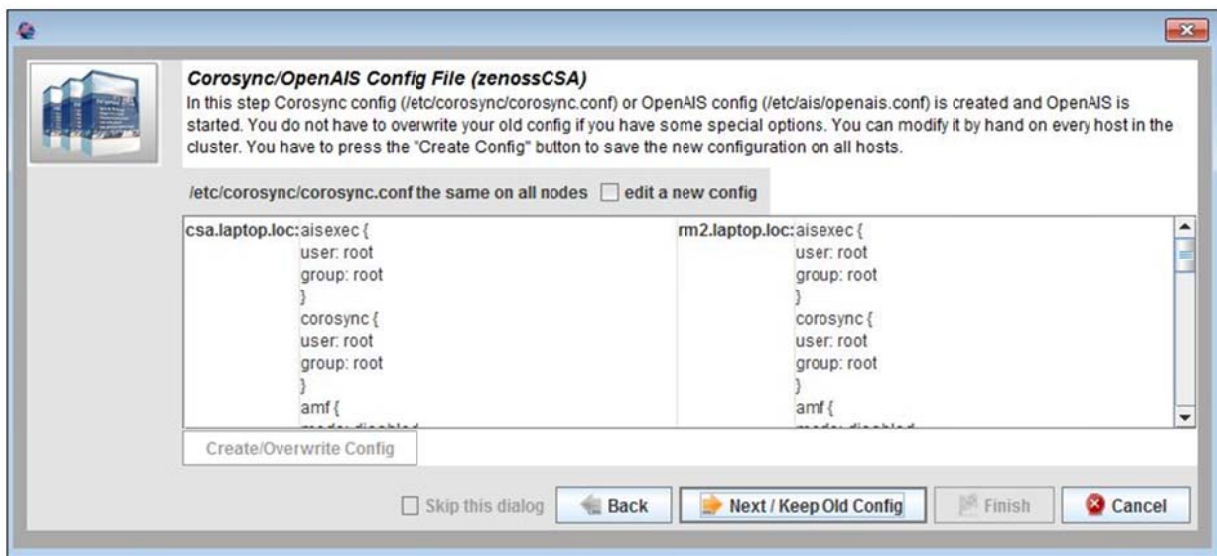 Corosync/OpenAIS Config File (zenossCSA)
In this step Corosync config (/etc/corosync/corosync.conf) or OpenAIS config (/etc/ais/openais.conf) is created and OpenAIS is
started. You do not have to overwrite your old config if you have some special options. You can modify it by hand on every host in the
cluster. You have to press the "Create Config" button to save the new configuration on all hosts.
/etc/corosync/corosync.conf the same on all nodes edit a new config
csa.laptop.loc: aisexec { rm2.laptop.loc: aisexec {
user: root user: root
group: root group: root
} }
corosync { corosync {
user: root user: root
group: root group: root
} }
amf { amf {
mode: disabled mode: disabled
Create/Overwrite Config
Skip this dialog Back Next / Keep Old Config Finish Cancel